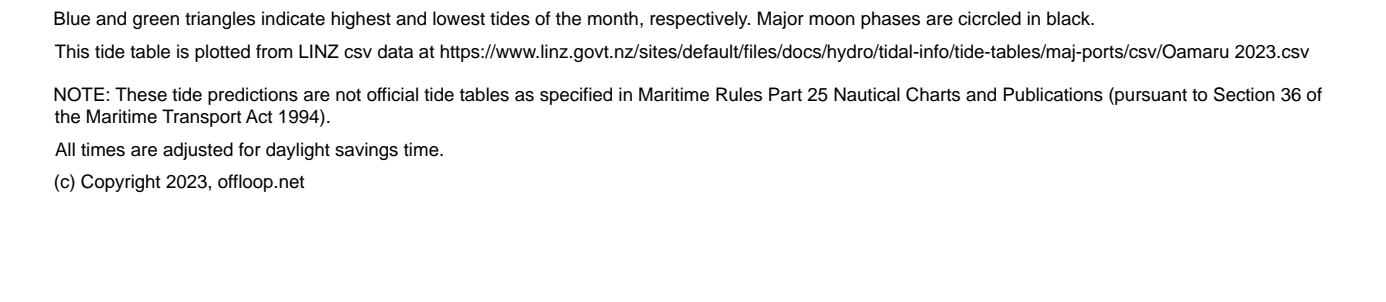 Blue and green triangles indicate highest and lowest tides of the month, respectively. Major moon phases are cicrcled in black.
This tide table is plotted from LINZ csv data at https://www.linz.govt.nz/sites/default/files/docs/hydro/tidal-info/tide-tables/maj-ports/csv/Oamaru 2023.csv
NOTE: These tide predictions are not official tide tables as specified in Maritime Rules Part 25 Nautical Charts and Publications (pursuant to Section 36 of
the Maritime Transport Act 1994).
All times are adjusted for daylight savings time.
(c) Copyright 2023, offloop.net